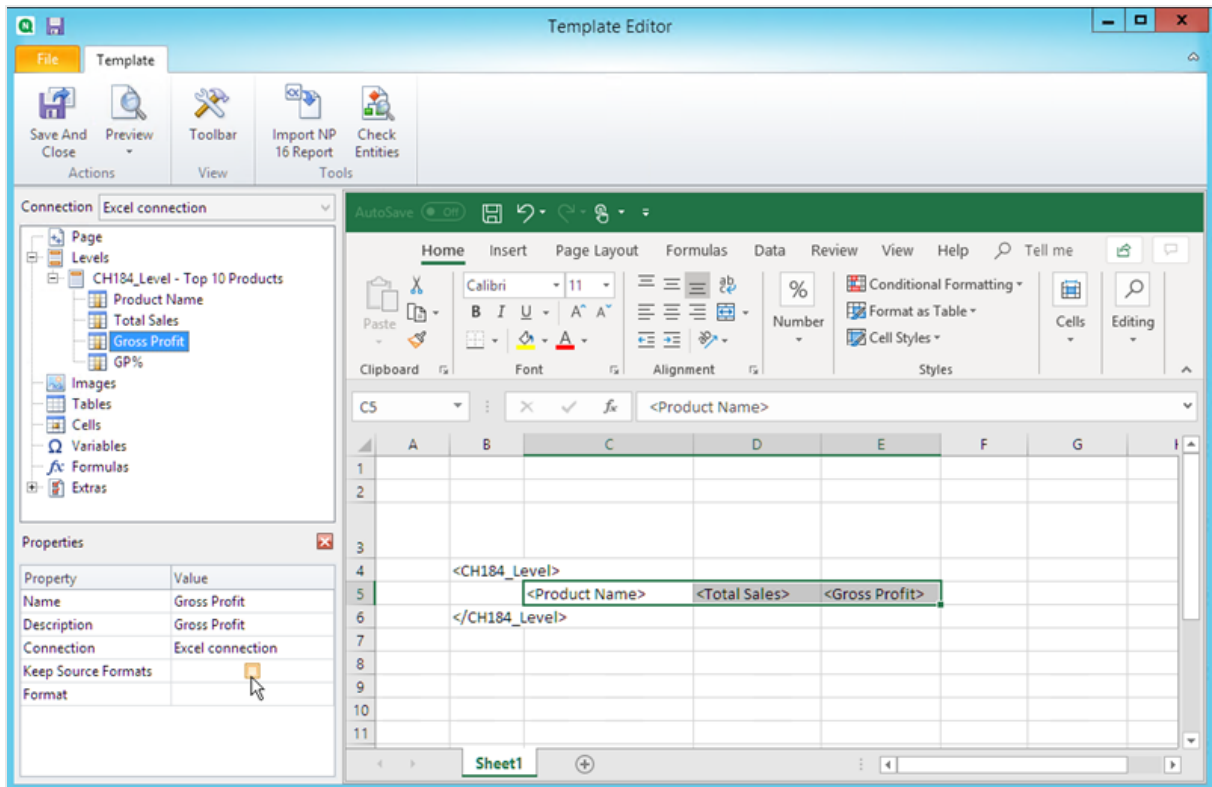 Template Editor
File Template
Save And Close
Preview
Toolbar
Import NP 16 Report
Check Entities
Actions View Tools
Connection Excel connection
Page
Levels
CH184_Level - Top 10 Products
Product Name
Total Sales
Gross Profit
GP%
Images
Tables
Cells
Variables
Formulas
Extras
Properties
Property Value
Name Gross Profit
Description Gross Profit
Connection Excel connection
Keep Source Formats
Format
AutoSave Off
Home Insert Page Layout Formulas Data Review View Help Tell me
Paste
Calibri 11
B I U A A
ab
%
Number
Conditional Formatting
Format as Table
Cell Styles
Cells
Editing
Clipboard Font Alignment Styles
C5 fx <Product Name>
A B C D E F G
1
2
3
4 <CH184_Level>
5 <Product Name> <Total Sales> <Gross Profit>
6 </CH184_Level>
7
8
9
10
11
Sheet1